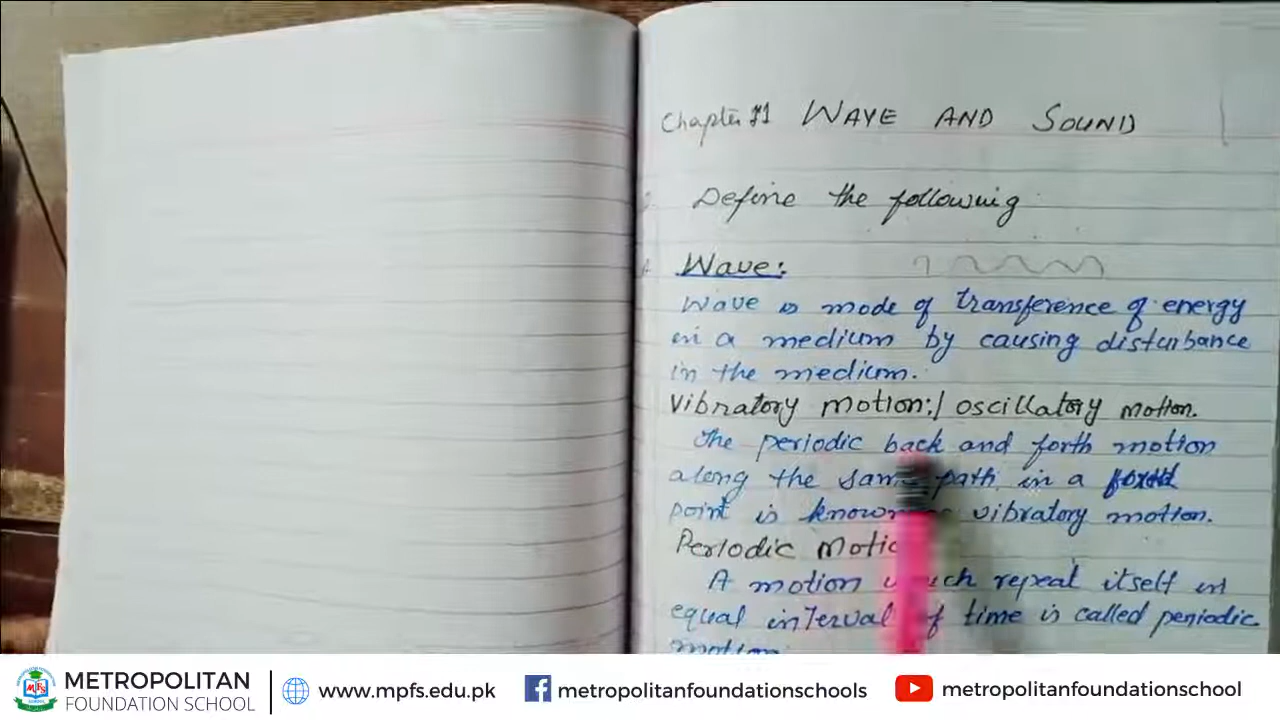 Chapter 11 WAVE AND SOUND
Define the following
Wave:
Wave is mode of transference of energy
in a medium by causing disturbance
in the medium.
Vibratory motion:/ oscillatory motion.
The periodic back and forth motion
along the same path in a
point is known vibratory motion.
Periodic Motio
A motion which repeat itself in
equal interval of time is called periodic
motion
MPFS
METROPOLITAN
FOUNDATION SCHOOL
www.mpfs.edu.pk
metropolitanfoundationschools
metropolitanfoundationschool